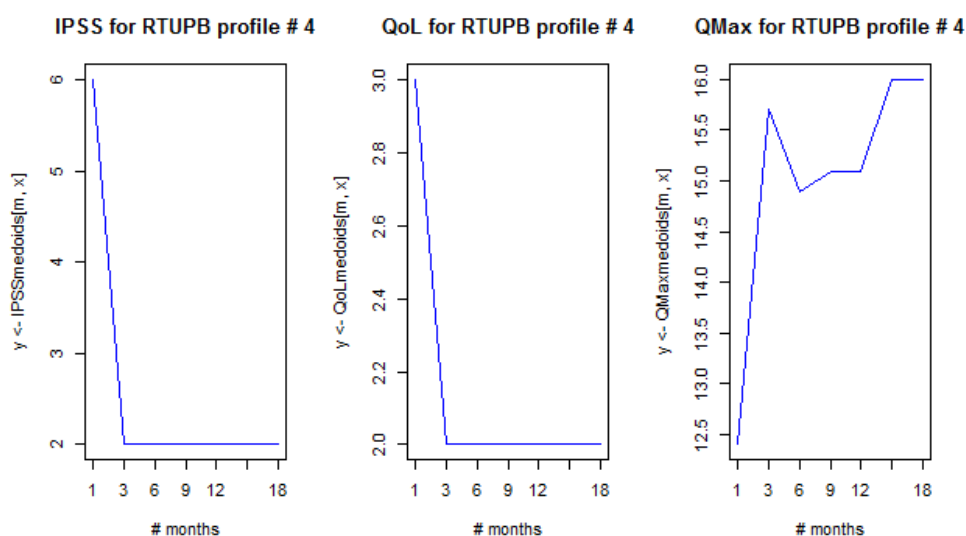 IPSS for RTUPB profile # 4
y <- IPSSmedoids[m, x]
6
5
4
3
2
1 3 6 9 12 18
# months
QoL for RTUPB profile # 4
y <- QoLmedoids[m, x]
3.0
2.8
2.6
2.4
2.2
2.0
1 3 6 9 12 18
# months
QMax for RTUPB profile # 4
y <- QMaxmedoids[m, x]
16.0
15.5
15.0
14.5
14.0
13.5
13.0
12.5
1 3 6 9 12 18
# months